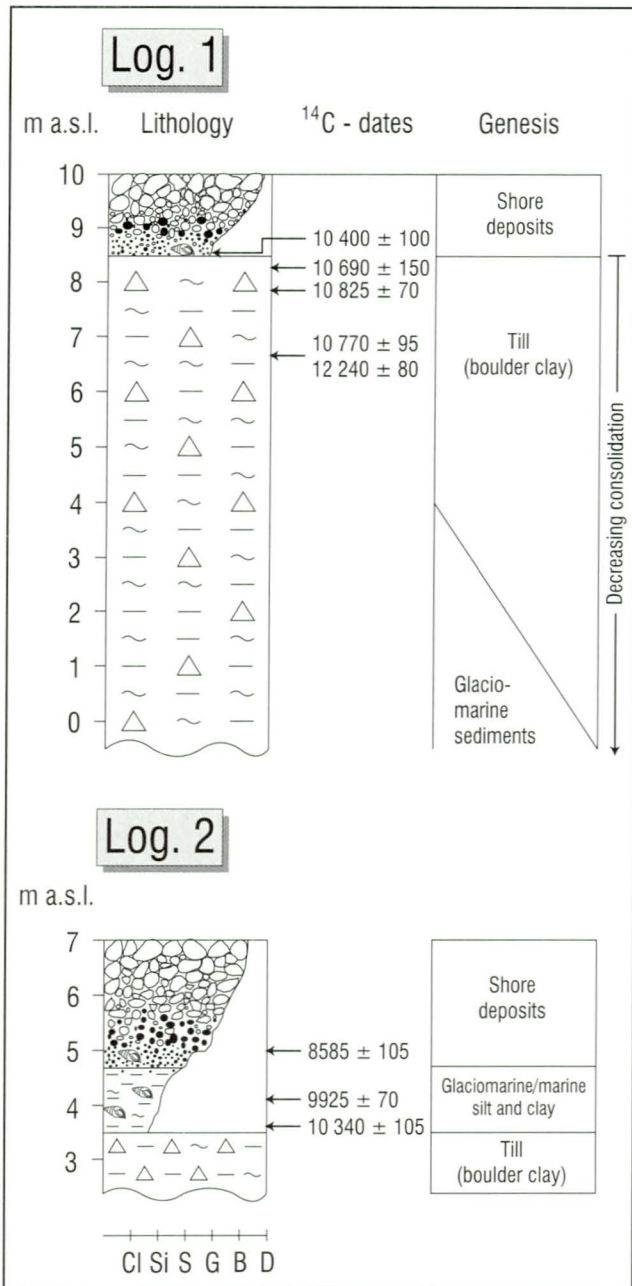 Log. 1
m a.s.l. Lithology ¹⁴C - dates Genesis
10
9
8
7
6
5
4
3
2
1
0
10 400 ± 100
10 690 ± 150
10 825 ± 70
10 770 ± 95
12 240 ± 80
Shore
deposits
Till
(boulder clay)
Glacio-
marine
sediments
Decreasing consolidation
Log. 2
m a.s.l.
7
6
5
4
3
8585 ± 105
9925 ± 70
10 340 ± 105
Shore
deposits
Glaciomarine/marine
silt and clay
Till
(boulder clay)
Cl Si S G B D